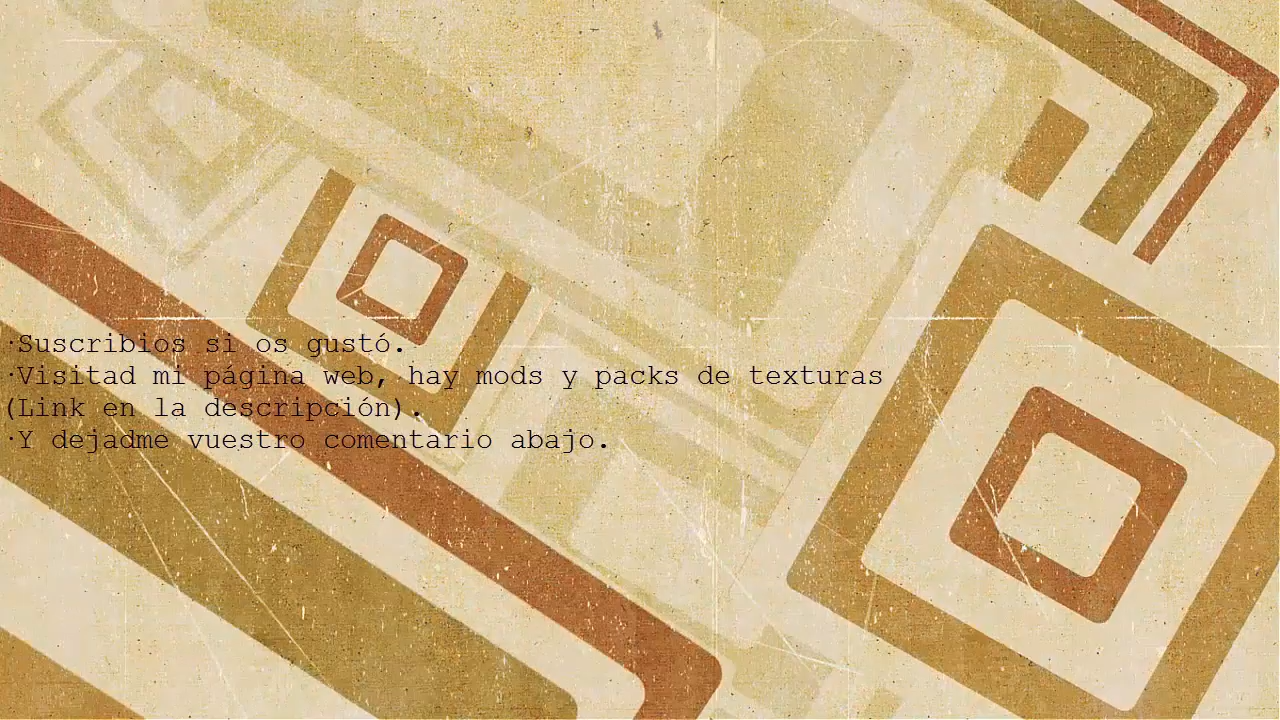 ·Suscribios si os gustó.
·Visitad mi página web, hay mods y packs de texturas
(Link en la descripción).
·Y dejadme vuestro comentario abajo.